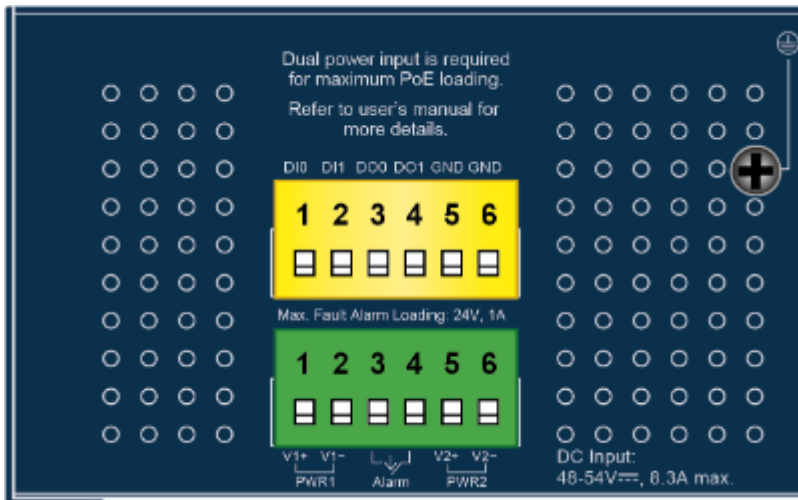 Dual power input is required
for maximum PoE loading.
Refer to user's manual for
more details.
DI0 DI1 DO0 DO1 GND GND
1 2 3 4 5 6
Max. Fault Alarm Loading: 24V, 1A
1 2 3 4 5 6
V1+ V1− V2+ V2−
PWR1 Alarm PWR2
DC Input:
48-54V⎓, 8.3A max.